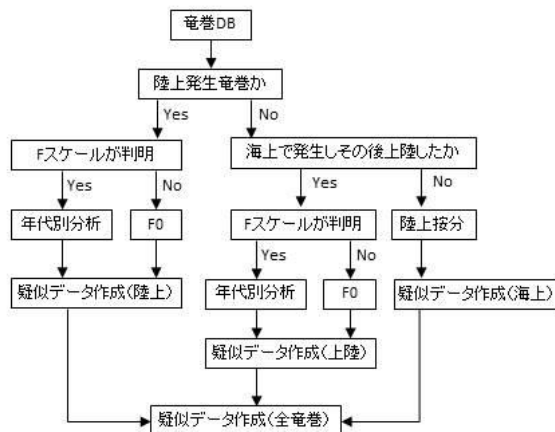 竜巻DB
陸上発生竜巻か
Yes
No
Fスケールが判明
海上で発生しその後上陸したか
Yes
No
Yes
No
年代別分析
F0
Fスケールが判明
陸上按分
Yes
No
疑似データ作成(陸上)
年代別分析
F0
疑似データ作成(海上)
疑似データ作成(上陸)
疑似データ作成(全竜巻)